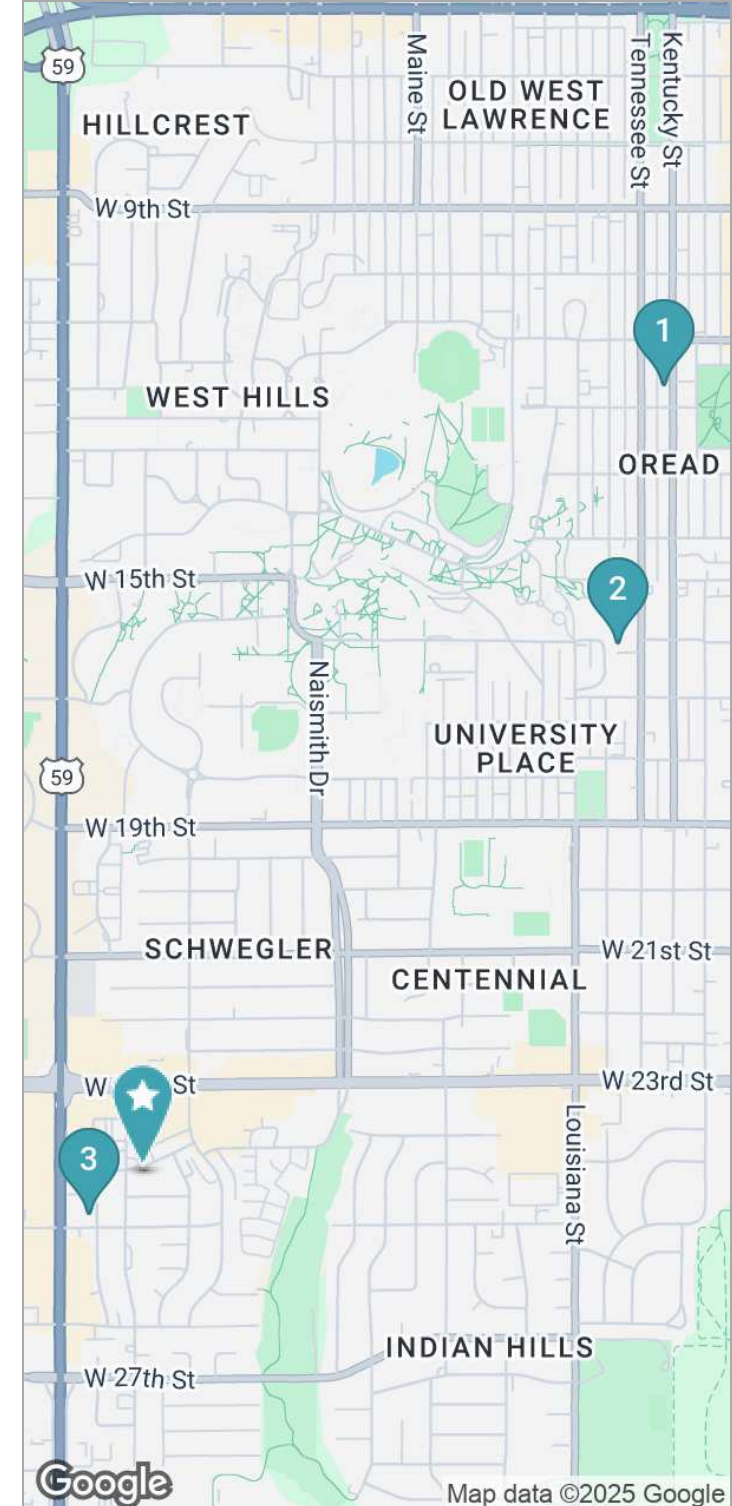 59
HILLCREST
Maine St
OLD WEST
LAWRENCE
Tennessee St
Kentucky St
W 9th St
1
WEST HILLS
OREAD
W 15th St
2
Naismith Dr
UNIVERSITY
PLACE
59
W 19th St
SCHWEGLER
W 21st St
CENTENNIAL
W St
W 23rd St
3
Louisiana St
INDIAN HILLS
W 27th St
Google
Map data ©2025 Google